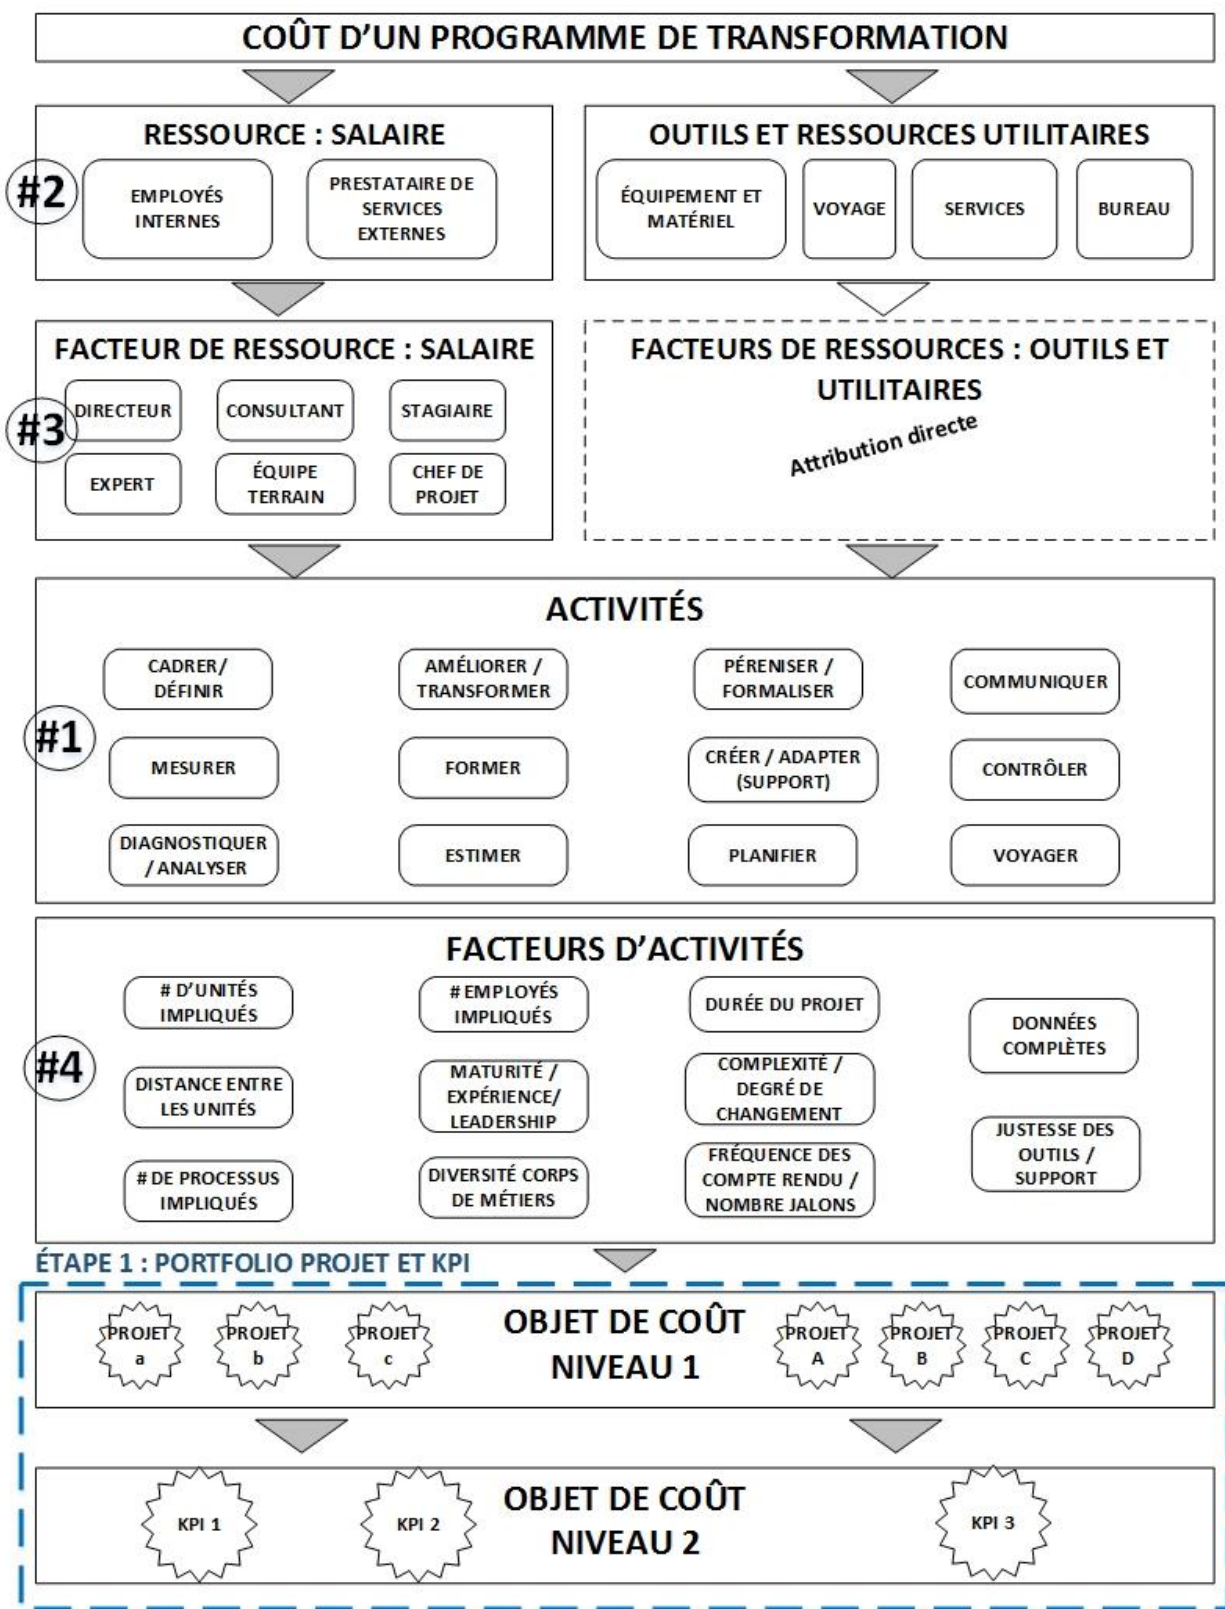 COÛT D'UN PROGRAMME DE TRANSFORMATION
RESSOURCE : SALAIRE
#2
EMPLOYÉS
INTERNES
PRESTATAIRE DE
SERVICES
EXTERNES
OUTILS ET RESSOURCES UTILITAIRES
ÉQUIPEMENT ET
MATÉRIEL
VOYAGE
SERVICES
BUREAU
FACTEUR DE RESSOURCE : SALAIRE
#3
DIRECTEUR
CONSULTANT
STAGIAIRE
EXPERT
ÉQUIPE
TERRAIN
CHEF DE
PROJET
FACTEURS DE RESSOURCES : OUTILS ET
UTILITAIRES
Attribution directe
ACTIVITÉS
#1
CADRER/
DÉFINIR
AMÉLIORER /
TRANSFORMER
PÉRENISER /
FORMALISER
COMMUNIQUER
MESURER
FORMER
CRÉER / ADAPTER
(SUPPORT)
CONTRÔLER
DIAGNOSTIQUER
/ ANALYSER
ESTIMER
PLANIFIER
VOYAGER
FACTEURS D'ACTIVITÉS
#4
# D'UNITÉS
IMPLIQUÉS
# EMPLOYÉS
IMPLIQUÉS
DURÉE DU PROJET
DONNÉES
COMPLÈTES
DISTANCE ENTRE
LES UNITÉS
MATURITÉ /
EXPÉRIENCE/
LEADERSHIP
COMPLEXITÉ /
DEGRÉ DE
CHANGEMENT
JUSTESSE DES
OUTILS /
SUPPORT
# DE PROCESSUS
IMPLIQUÉS
DIVERSITÉ CORPS
DE MÉTIERS
FRÉQUENCE DES
COMPTE RENDU /
NOMBRE JALONS
ÉTAPE 1 : PORTFOLIO PROJET ET KPI
PROJET
a
PROJET
b
PROJET
c
OBJET DE COÛT
NIVEAU 1
PROJET
A
PROJET
B
PROJET
C
PROJET
D
KPI 1
KPI 2
OBJET DE COÛT
NIVEAU 2
KPI 3